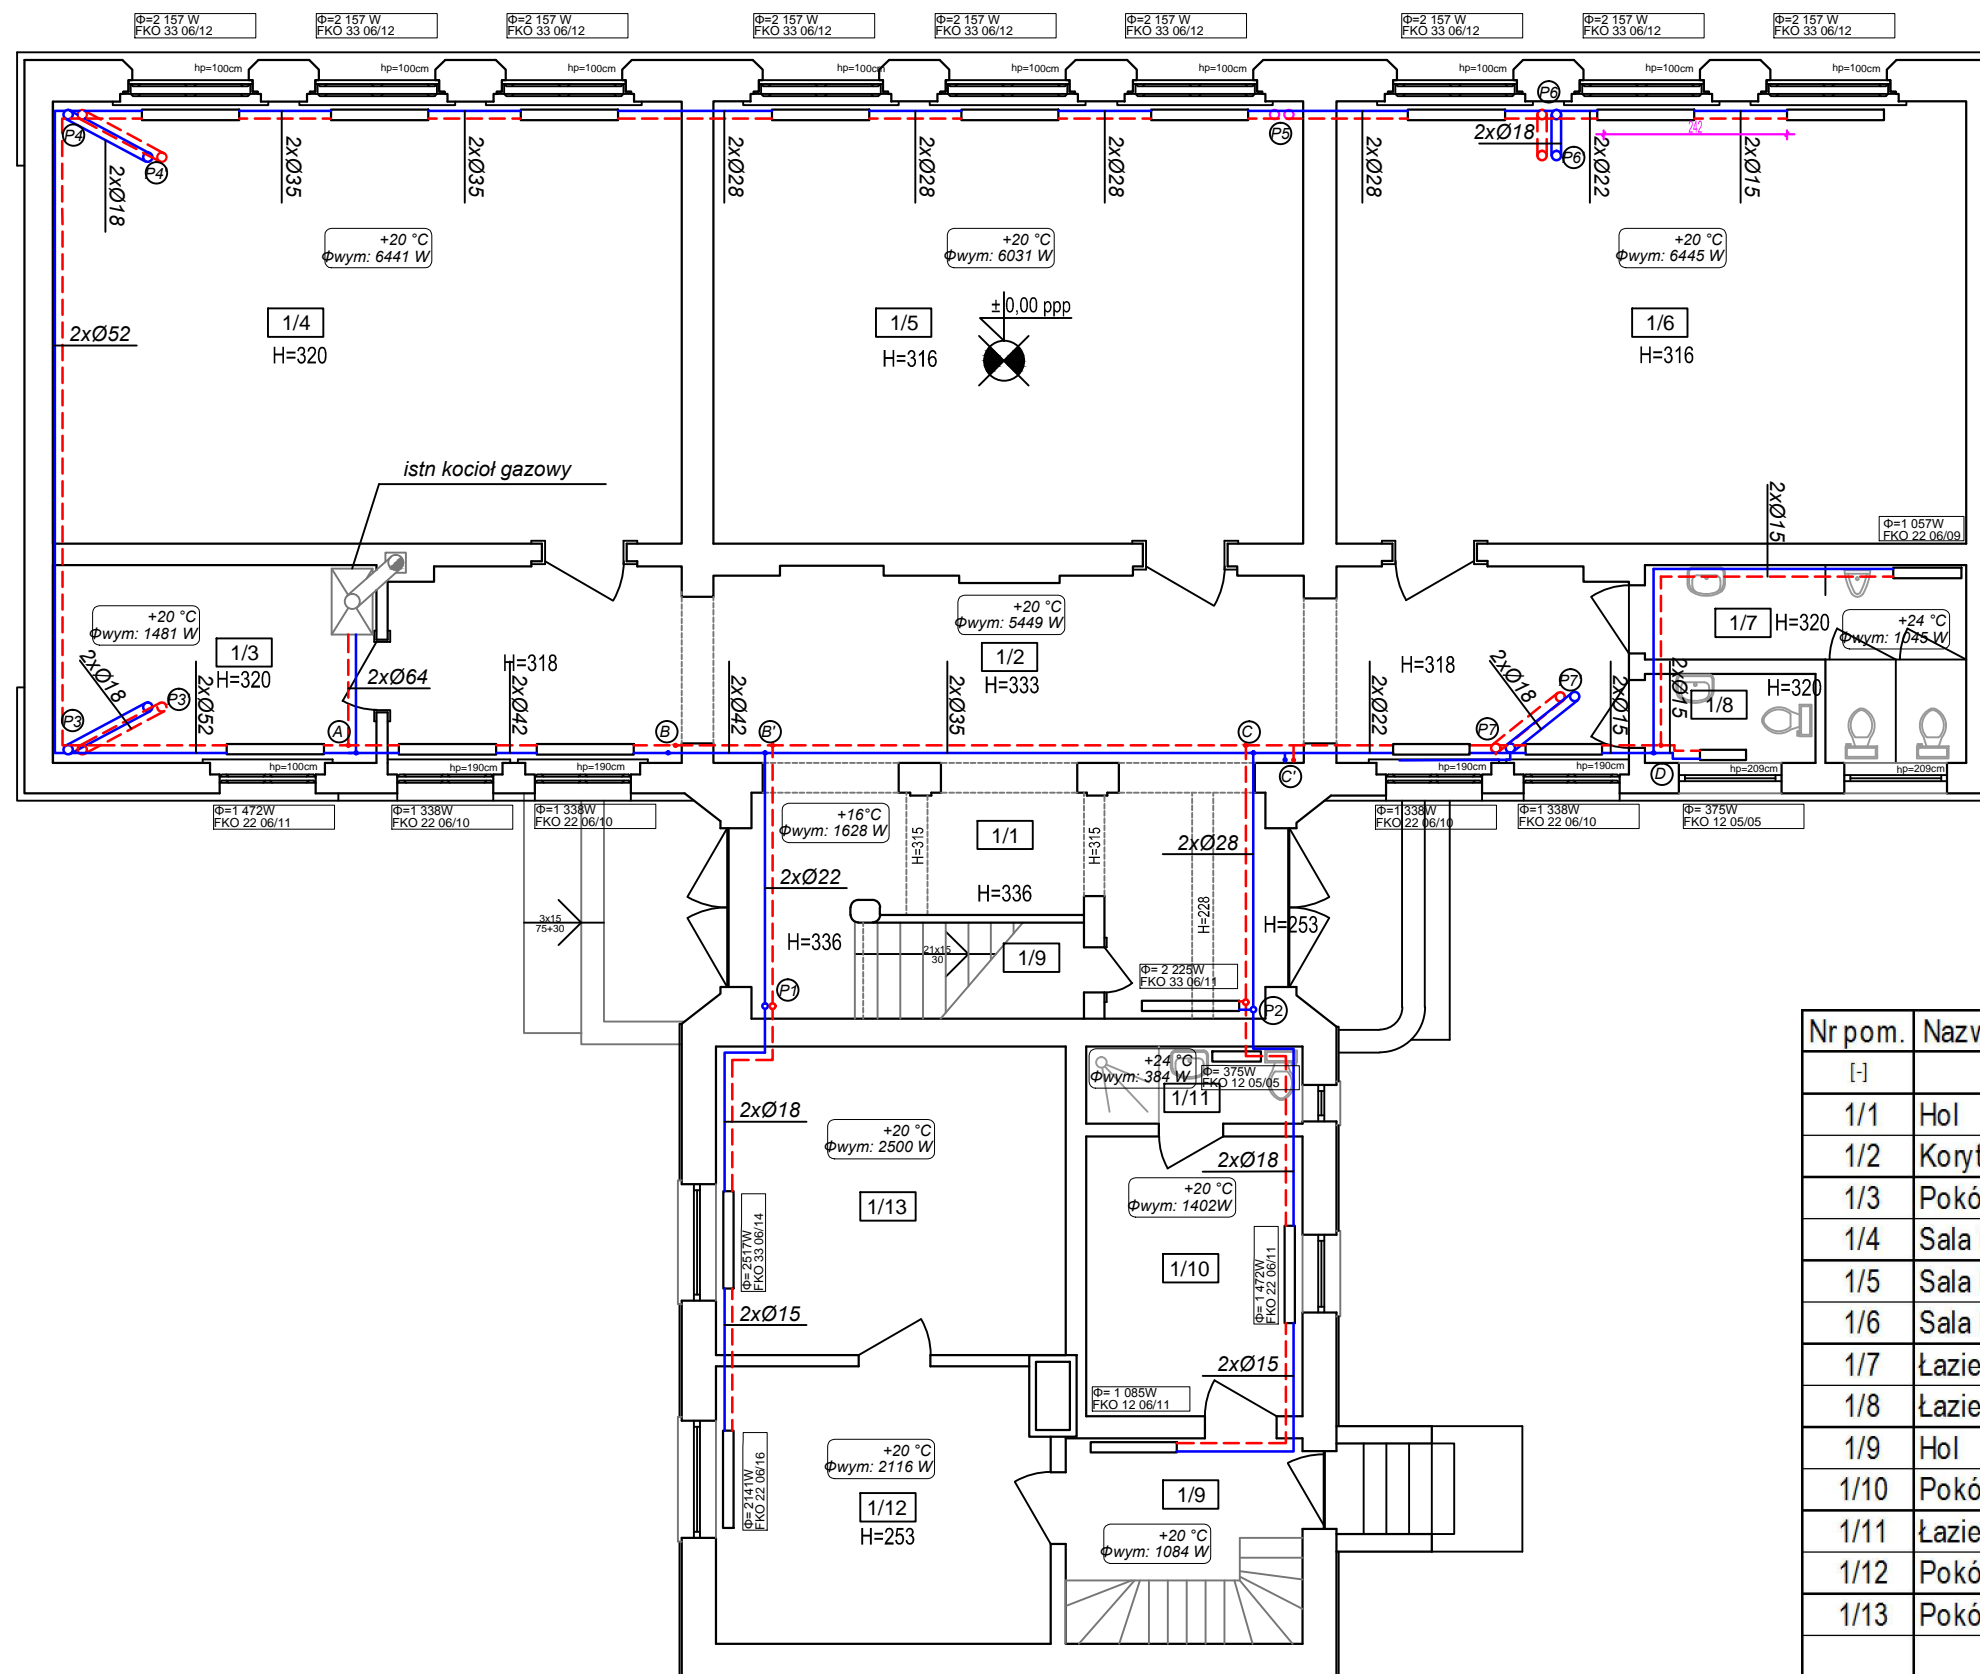 Φ=2 157 W
FKO 33 06/12
Φ=2 157 W
FKO 33 06/12
Φ=2 157 W
FKO 33 06/12
Φ=2 157 W
FKO 33 06/12
Φ=2 157 W
FKO 33 06/12
Φ=2 157 W
FKO 33 06/12
Φ=2 157 W
FKO 33 06/12
Φ=2 157 W
FKO 33 06/12
Φ=2 157 W
FKO 33 06/12
hp=100cm
hp=100cm
hp=100cm
hp=100cm
hp=100cm
hp=100cm
hp=100cm
hp=100cm
hp=100cm
P4
P4
2xØ18
2xØ35
2xØ35
2xØ28
2xØ28
2xØ28
P5
2xØ28
2xØ18
P6
P6
2xØ22
242
2xØ15
+20 °C
Φwym: 6441 W
+20 °C
Φwym: 6031 W
+20 °C
Φwym: 6445 W
2xØ52
1/4
H=320
1/5
H=316
±0,00 ppp
1/6
H=316
istn kocioł gazowy
2xØ15
Φ=1 057W
FKO 22 06/09
+20 °C
Φwym: 1481 W
1/3
H=320
2xØ18
P3
P3
2xØ52
2xØ64
A
H=318
2xØ42
B
2xØ42
B'
+20 °C
Φwym: 5449 W
1/2
H=333
2xØ35
C
C'
H=318
2xØ22
2xØ18
P7
P7
2xØ15
D
1/7
H=320
+24 °C
Φwym: 1045 W
2xØ15
1/8
H=320
hp=100cm
hp=190cm
hp=190cm
hp=190cm
hp=190cm
hp=209cm
hp=209cm
Φ=1 472W
FKO 22 06/11
Φ=1 338W
FKO 22 06/10
Φ=1 338W
FKO 22 06/10
Φ=1 338W
FKO 22 06/10
Φ=1 338W
FKO 22 06/10
Φ= 375W
FKO 12 05/05
+16°C
Φwym: 1628 W
H=315
1/1
H=315
2xØ28
2xØ22
H=336
H=336
H=228
H=253
3x15
75+30
21x15
30
1/9
Φ= 2 225W
FKO 33 06/11
P1
P2
+24 °C
Φwym: 384 W
Φ= 375W
FKO 12 05/05
1/11
2xØ18
+20 °C
Φwym: 2500 W
2xØ18
+20 °C
Φwym: 1402W
1/13
Φ= 2517W
FKO 33 06/14
1/10
Φ= 1 472W
FKO 22 06/11
2xØ15
2xØ15
Φ= 1 085W
FKO 12 06/11
+20 °C
Φwym: 2116 W
Φ= 2141W
FKO 22 06/16
1/12
H=253
1/9
+20 °C
Φwym: 1084 W
Nr pom. Nazw
[-]
1/1 Hol
1/2 Koryt
1/3 Pokó
1/4 Sala
1/5 Sala
1/6 Sala
1/7 Łazie
1/8 Łazie
1/9 Hol
1/10 Pokó
1/11 Łazie
1/12 Pokó
1/13 Pokó